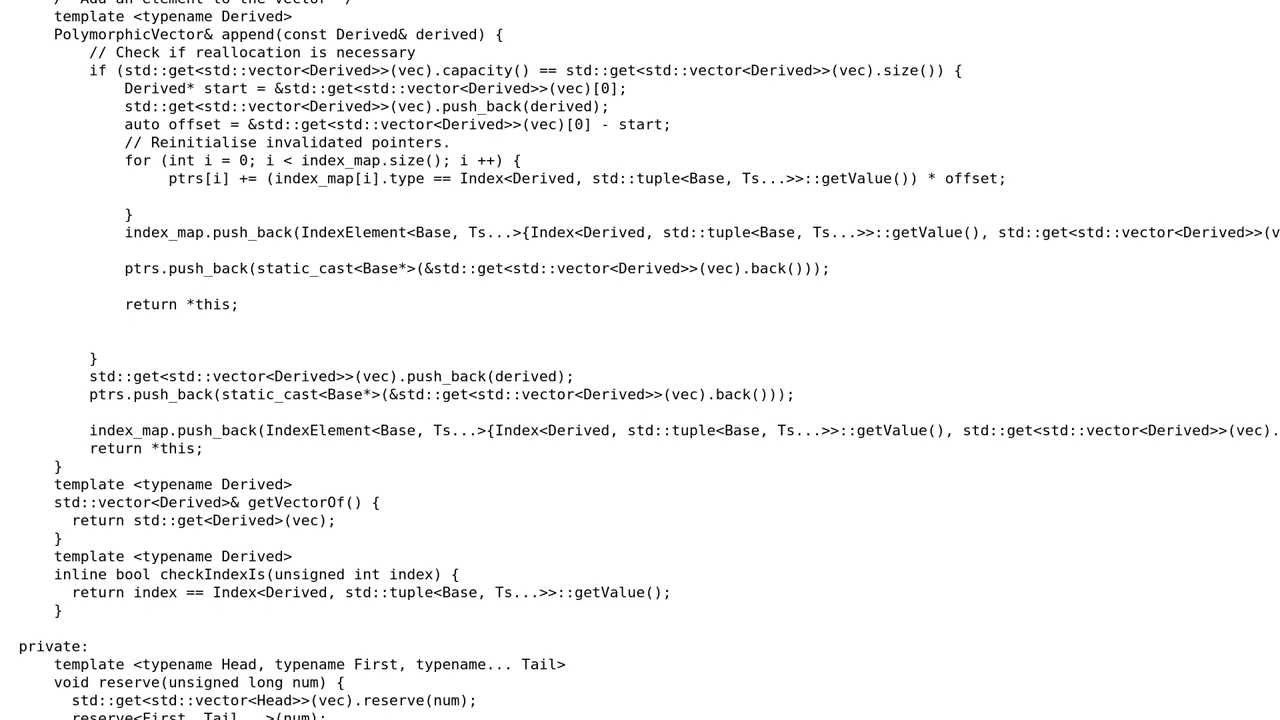 /* Add an element to the vector */
template <typename Derived>
PolymorphicVector& append(const Derived& derived) {
// Check if reallocation is necessary
if (std::get<std::vector<Derived>>(vec).capacity() == std::get<std::vector<Derived>>(vec).size()) {
Derived* start = &std::get<std::vector<Derived>>(vec)[0];
std::get<std::vector<Derived>>(vec).push_back(derived);
auto offset = &std::get<std::vector<Derived>>(vec)[0] - start;
// Reinitialise invalidated pointers.
for (int i = 0; i < index_map.size(); i ++) {
ptrs[i] += (index_map[i].type == Index<Derived, std::tuple<Base, Ts...>>::getValue()) * offset;
}
index_map.push_back(IndexElement<Base, Ts...>{Index<Derived, std::tuple<Base, Ts...>>::getValue(), std::get<std::vector<Derived>>(v
ptrs.push_back(static_cast<Base*>(&std::get<std::vector<Derived>>(vec).back()));
return *this;
}
std::get<std::vector<Derived>>(vec).push_back(derived);
ptrs.push_back(static_cast<Base*>(&std::get<std::vector<Derived>>(vec).back()));
index_map.push_back(IndexElement<Base, Ts...>{Index<Derived, std::tuple<Base, Ts...>>::getValue(), std::get<std::vector<Derived>>(vec).
return *this;
}
template <typename Derived>
std::vector<Derived>& getVectorOf() {
return std::get<Derived>(vec);
}
template <typename Derived>
inline bool checkIndexIs(unsigned int index) {
return index == Index<Derived, std::tuple<Base, Ts...>>::getValue();
}
private:
template <typename Head, typename First, typename... Tail>
void reserve(unsigned long num) {
std::get<std::vector<Head>>(vec).reserve(num);
reserve<First, Tail...>(num);